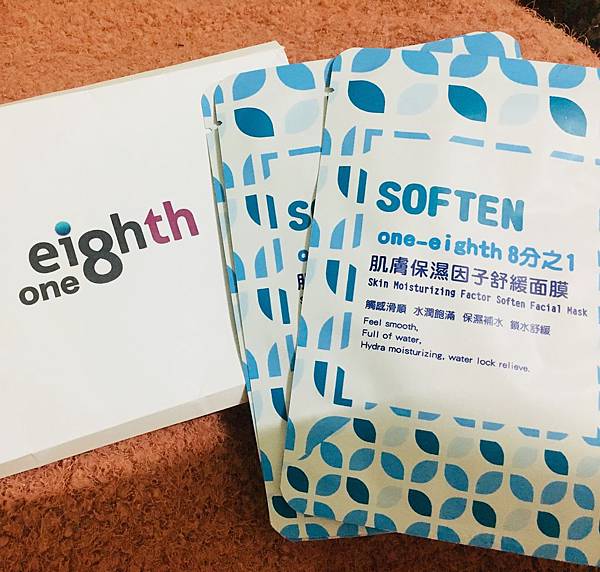 eighth
one 8
SOFTEN
one-eighth 8分之1
肌膚保濕因子舒緩面膜
Skin Moisturizing Factor Soften Facial Mask
觸感滑順 水潤飽滿 保濕補水 鎖水舒緩
Feel smooth,
Full of water,
Hydra moisturizing, water lock relieve.